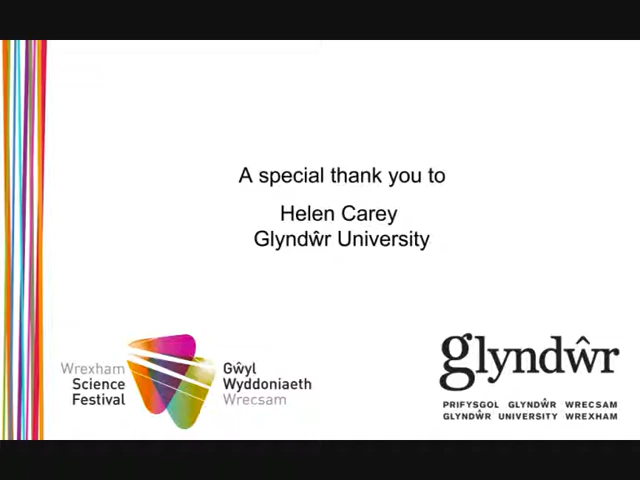 A special thank you to
Helen Carey
Glyndŵr University
Wrexham
Science
Festival
Gŵyl
Wyddoniaeth
Wrecsam
glyndŵr
PRIFYSGOL GLYNDŴR WRECSAM
GLYNDŴR UNIVERSITY WREXHAM